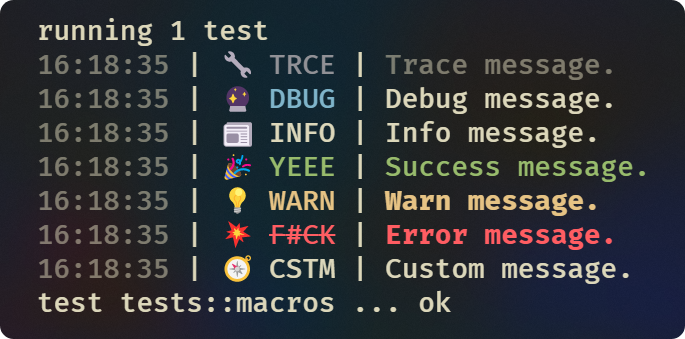 running 1 test
16:18:35 | 🔧 TRCE | Trace message.
16:18:35 | 🔮 DBUG | Debug message.
16:18:35 | 📰 INFO | Info message.
16:18:35 | 🎉 YEEE | Success message.
16:18:35 | 💡 WARN | Warn message.
16:18:35 | 💥 F#CK | Error message.
16:18:35 | 🧭 CSTM | Custom message.
test tests::macros ... ok